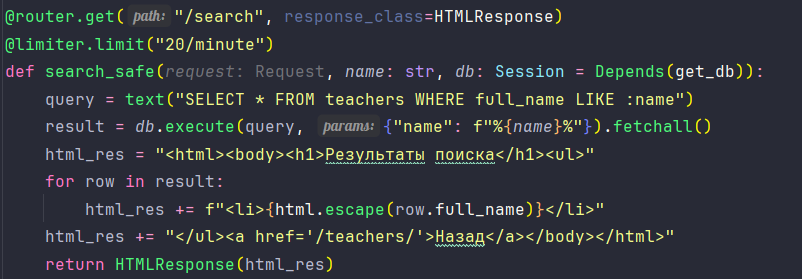 @router.get( path: "/search", response_class=HTMLResponse)
@limiter.limit("20/minute")
def search_safe(request: Request, name: str, db: Session = Depends(get_db)):
    query = text("SELECT * FROM teachers WHERE full_name LIKE :name")
    result = db.execute(query, params: {"name": f"%{name}%"}).fetchall()
    html_res = "<html><body><h1>Результаты поиска</h1><ul>"
    for row in result:
        html_res += f"<li>{html.escape(row.full_name)}</li>"
    html_res += "</ul><a href='/teachers/'>Назад</a></body></html>"
    return HTMLResponse(html_res)